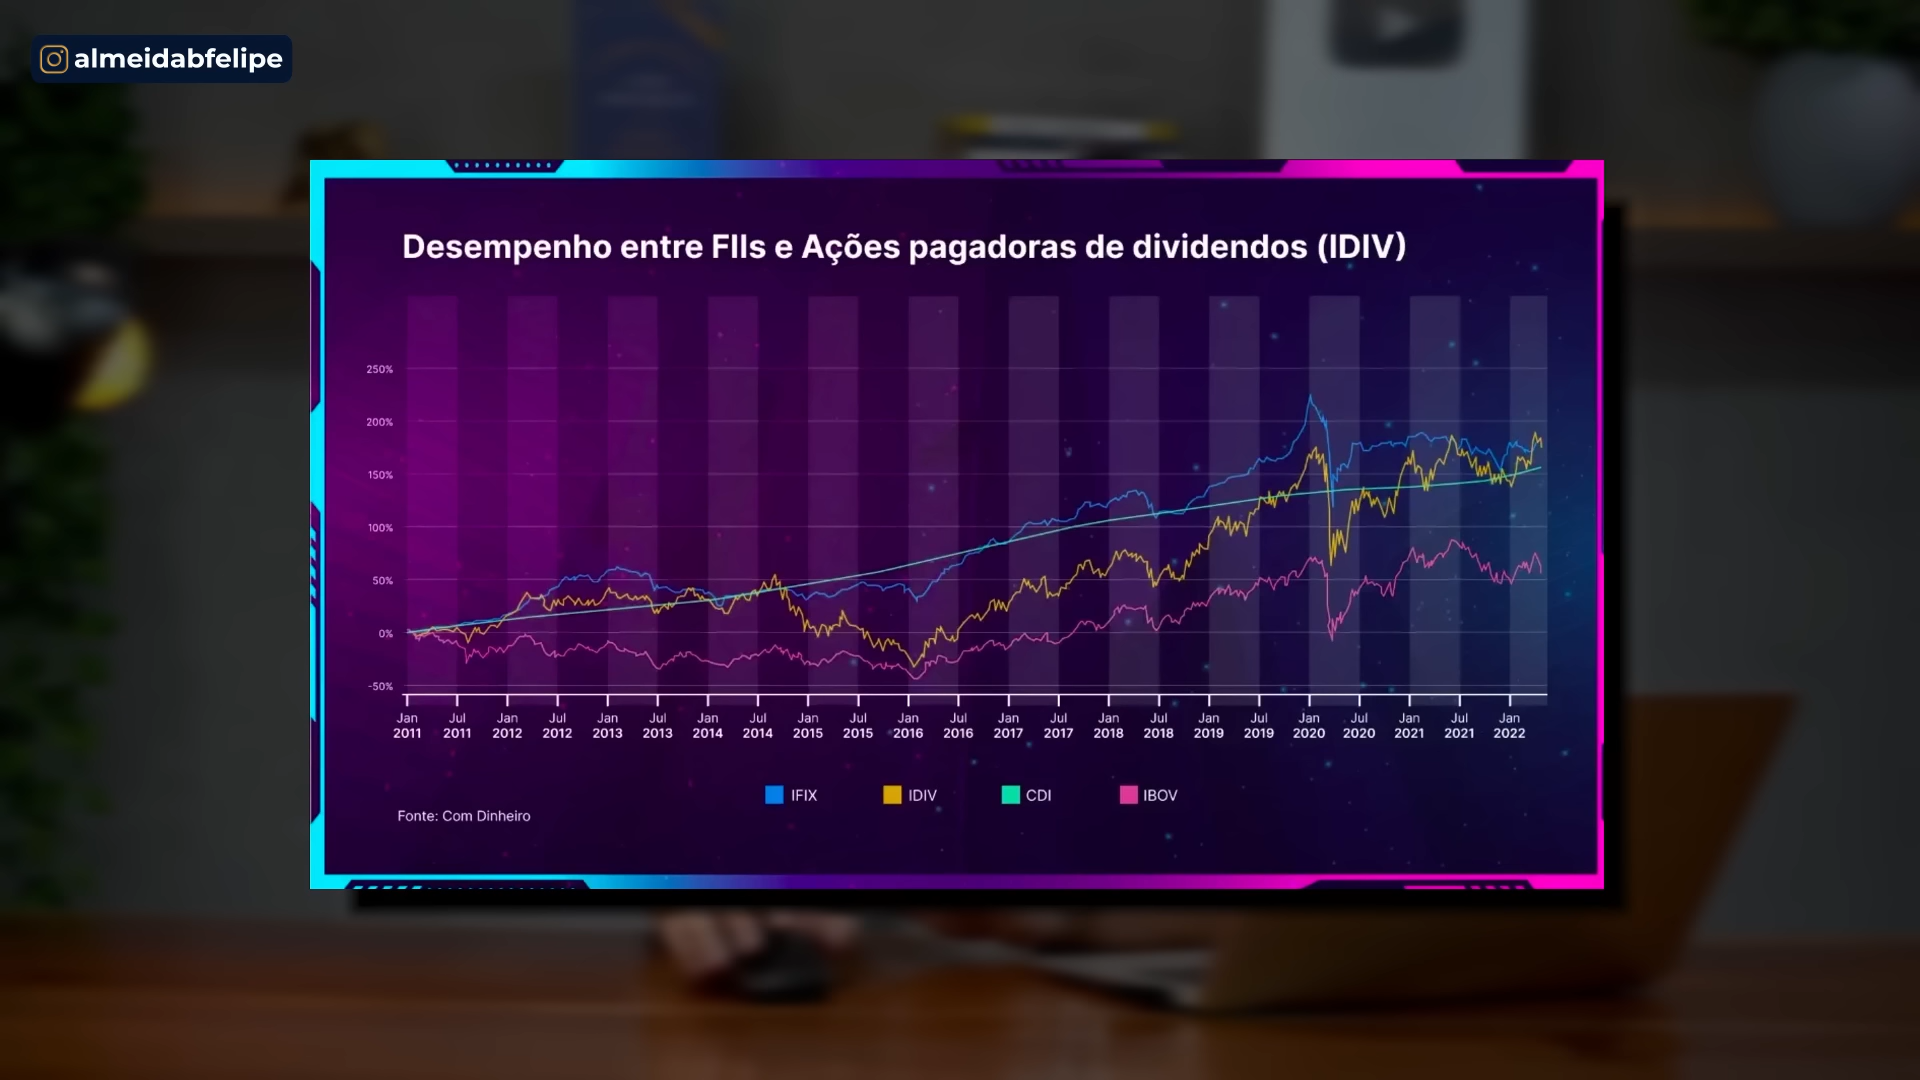 almeidabfelipe
Desempenho entre FIIs e Ações pagadoras de dividendos (IDIV)
250%
200%
150%
100%
50%
0%
-50%
Jan Jul Jan Jul Jan Jul Jan Jul Jan Jul Jan Jul Jan Jul Jan Jul Jan Jul Jan Jul Jan Jul Jan
2011 2011 2012 2012 2013 2013 2014 2014 2015 2015 2016 2016 2017 2017 2018 2018 2019 2019 2020 2020 2021 2021 2022
IFIX IDIV CDI IBOV
Fonte: Com Dinheiro